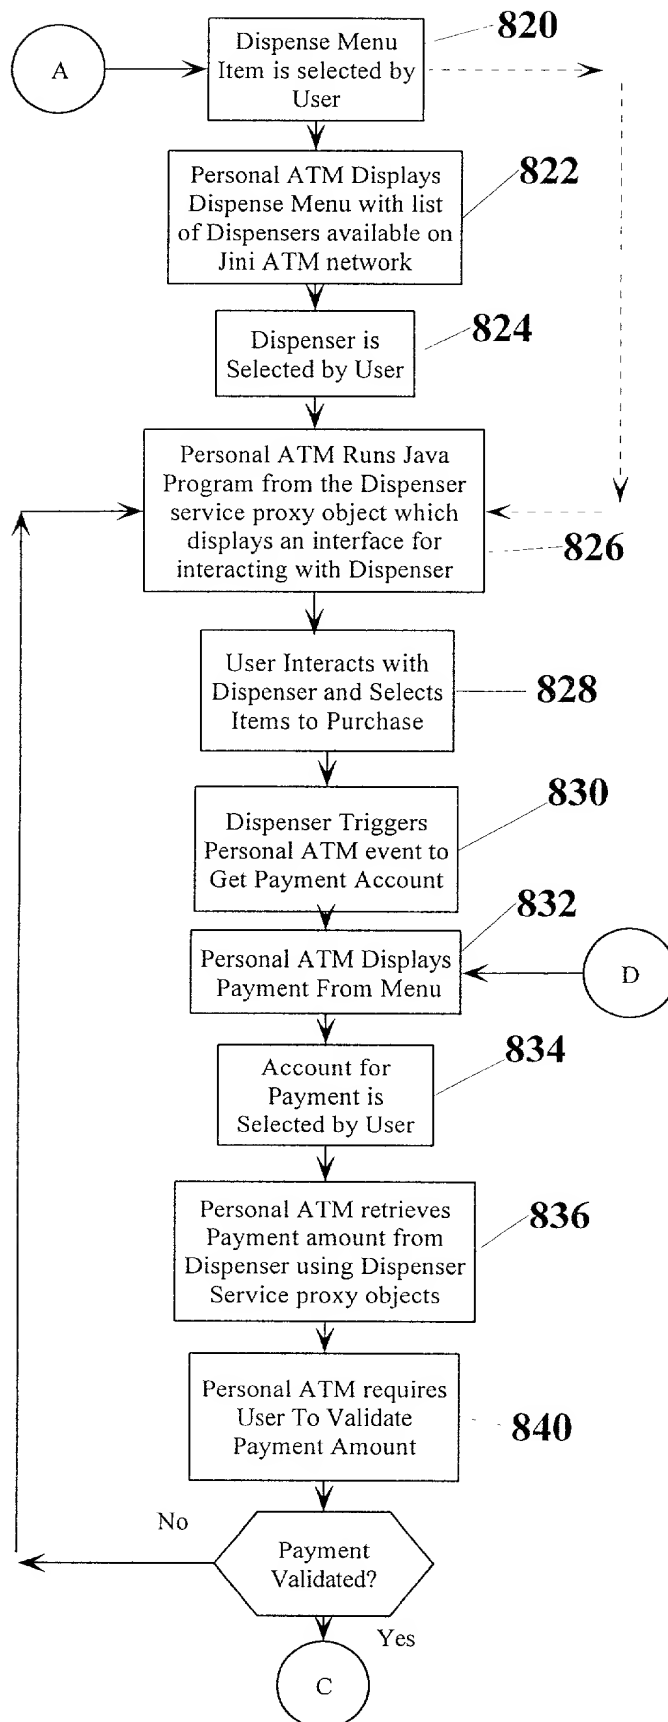 820
A
Dispense Menu
Item is selected by
User
822
Personal ATM Displays
Dispense Menu with list
of Dispensers available on
Jini ATM network
824
Dispenser is
Selected by User
Personal ATM Runs Java
Program from the Dispenser
service proxy object which
displays an interface for
interacting with Dispenser
826
User Interacts with
Dispenser and Selects
Items to Purchase
828
830
Dispenser Triggers
Personal ATM event to
Get Payment Account
832
Personal ATM Displays
Payment From Menu
D
834
Account for
Payment is
Selected by User
Personal ATM retrieves
Payment amount from
Dispenser using Dispenser
Service proxy objects
836
Personal ATM requires
User To Validate
Payment Amount
840
No
Payment
Validated?
Yes
C